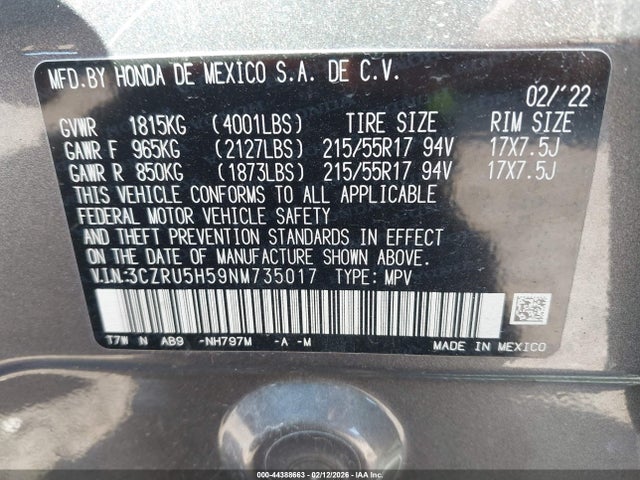 MFD. BY HONDA DE MEXICO S.A. DE C.V.
02/'22
GVWR 1815KG (4001LBS) TIRE SIZE RIM SIZE
GAWR F 965KG (2127LBS) 215/55R17 94V 17X7.5J
GAWR R 850KG (1873LBS) 215/55R17 94V 17X7.5J
THIS VEHICLE CONFORMS TO ALL APPLICABLE
FEDERAL MOTOR VEHICLE SAFETY
AND THEFT PREVENTION STANDARDS IN EFFECT
ON THE DATE OF MANUFACTURE SHOWN ABOVE.
V.I.N.:3CZRU5H59NM735017 TYPE: MPV
T7W N AB9 -NH797M -A -M
MADE IN MEXICO
000-44388663 - 02/12/2026 - IAAI.COM